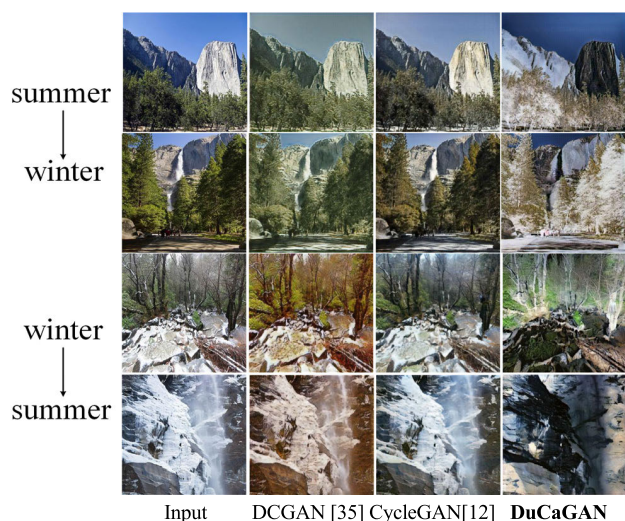 summer
winter
winter
summer
Input DCGAN [35] CycleGAN[12] DuCaGAN